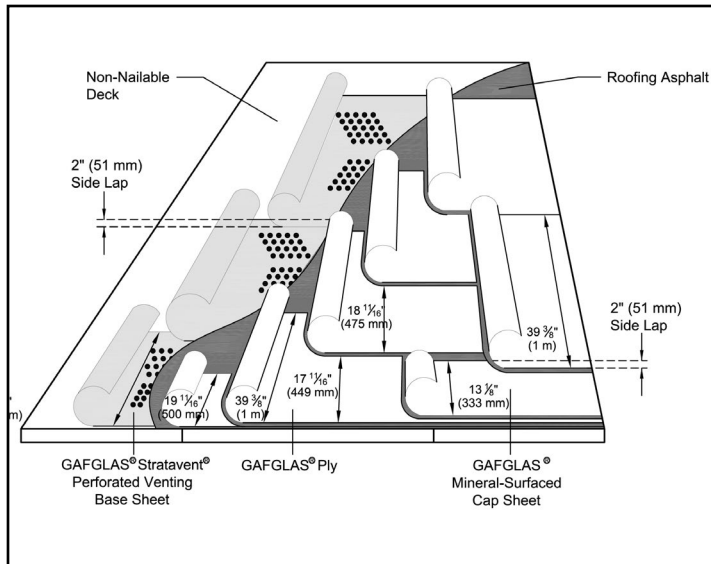 Non-Nailable
Deck
Roofing Asphalt
2" (51 mm)
Side Lap
18 11/16"
(475 mm)
39 3/8"
(1 m)
2" (51 mm)
Side Lap
19 11/16"
(500 mm)
39 3/8"
(1 m)
17 11/16"
(449 mm)
13 1/8"
(333 mm)
"
m)
GAFGLAS® Stratavent®
Perforated Venting
Base Sheet
GAFGLAS® Ply
GAFGLAS®
Mineral-Surfaced
Cap Sheet